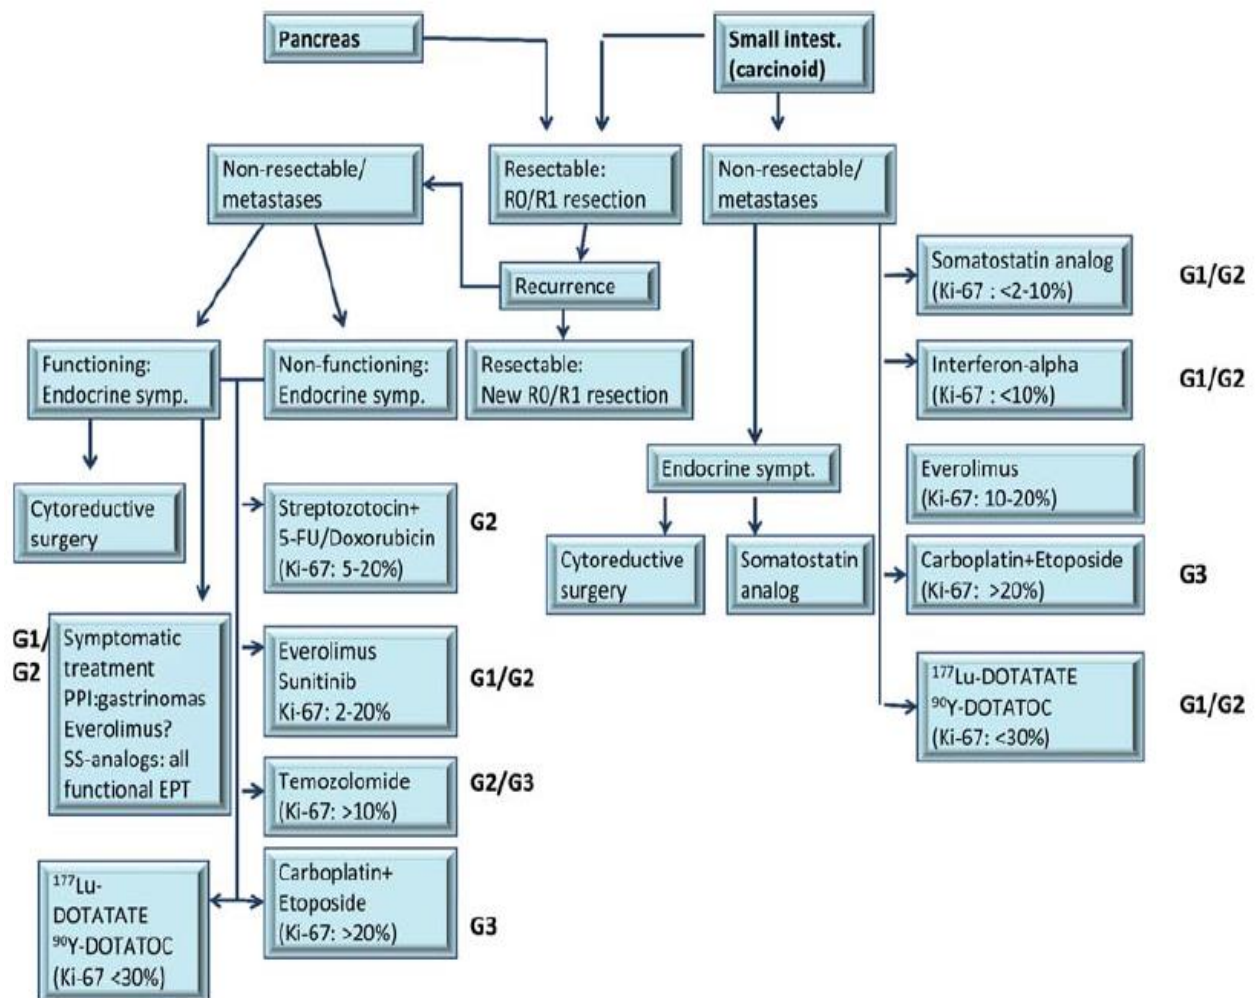 Pancreas
Small intest.
(carcinoid)
Non-resectable/
metastases
Resectable:
R0/R1 resection
Non-resectable/
metastases
Recurrence
Somatostatin analog
(Ki-67 : <2-10%)
G1/G2
Functioning:
Endocrine symp.
Non-functioning:
Endocrine symp.
Resectable:
New R0/R1 resection
Interferon-alpha
(Ki-67 : <10%)
G1/G2
Endocrine sympt.
Everolimus
(Ki-67: 10-20%)
Cytoreductive
surgery
Streptozotocin+
5-FU/Doxorubicin
(Ki-67: 5-20%)
G2
Cytoreductive
surgery
Somatostatin
analog
Carboplatin+Etoposide
(Ki-67: >20%)
G3
G1/
G2
Symptomatic
treatment
PPI:gastrinomas
Everolimus?
SS-analogs: all
functional EPT
Everolimus
Sunitinib
Ki-67: 2-20%
G1/G2
177Lu-DOTATATE
90Y-DOTATOC
(Ki-67: <30%)
G1/G2
Temozolomide
(Ki-67: >10%)
G2/G3
177Lu-
DOTATATE
90Y-DOTATOC
(Ki-67 <30%)
Carboplatin+
Etoposide
(Ki-67: >20%)
G3